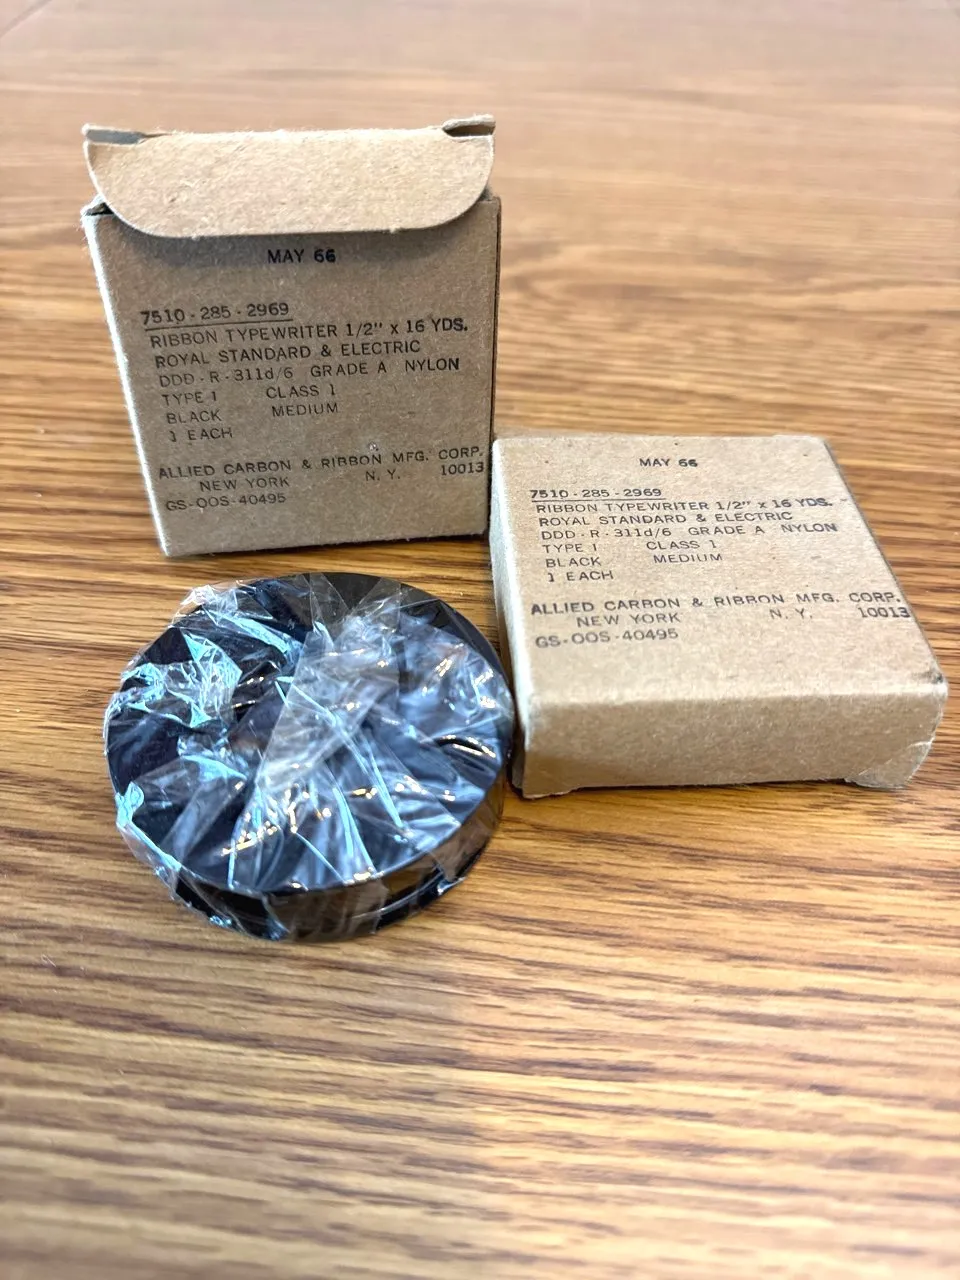 MAY 66
7510-285-2969
RIBBON TYPEWRITER 1/2" x 16 YDS.
ROYAL STANDARD & ELECTRIC
DDD-R-311d/6 GRADE A NYLON
TYPE 1 CLASS 1
BLACK MEDIUM
1 EACH
ALLIED CARBON & RIBBON MFG. CORP.
NEW YORK N. Y. 10013
GS-OOS-40495
MAY 66
7510-285-2969
RIBBON TYPEWRITER 1/2" x 16 YDS.
ROYAL STANDARD & ELECTRIC
DDD-R-311d/6 GRADE A NYLON
TYPE 1 CLASS 1
BLACK MEDIUM
1 EACH
ALLIED CARBON & RIBBON MFG. CORP.
NEW YORK N. Y. 10013
GS-OOS-40495